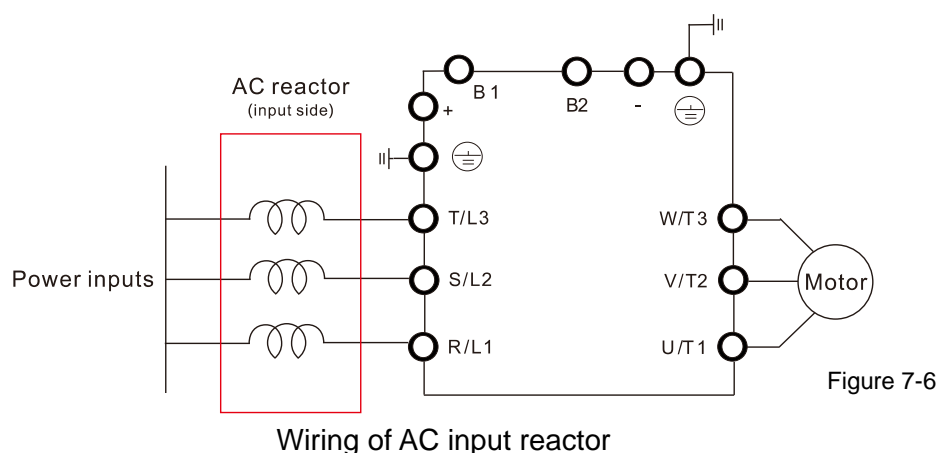 AC reactor
(input side)
B1
B2
-
+
T/L3
W/T3
Power inputs
S/L2
V/T2
Motor
R/L1
U/T1
Figure 7-6
Wiring of AC input reactor